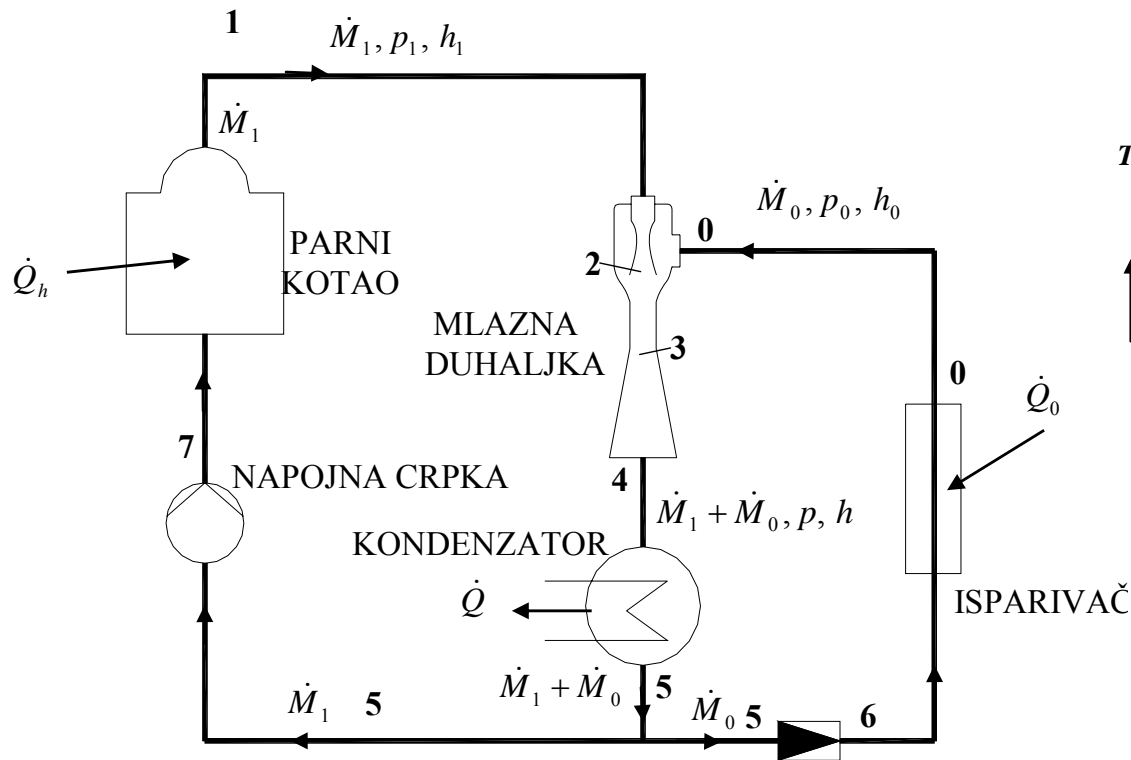 1
Ṁ₁, p₁, h₁
Ṁ₁
T
Ṁ₀, p₀, h₀
0
PARNI
KOTAO
Q̇ₕ
2
MLAZNA
DUHALJKA
3
0
Q̇₀
7
NAPOJNA CRPKA
4
Ṁ₁ + Ṁ₀, p, h
KONDENZATOR
Q̇
ISPARIVAČ
Ṁ₁ + Ṁ₀
5
Ṁ₁
5
Ṁ₀
5
6